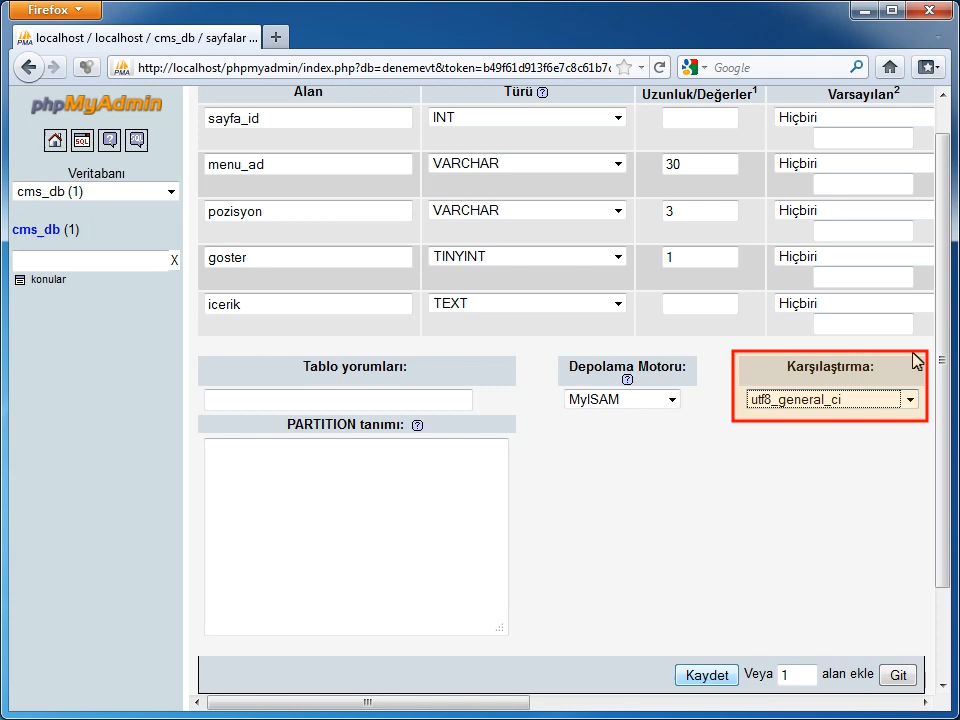 Firefox
localhost / localhost / cms_db / sayfalar ...
http://localhost/phpmyadmin/index.php?db=denemevt&token=b49f61d913f6e7c8c61b7c
Google
phpMyAdmin
SQL
Veritabanı
cms_db (1)
cms_db (1)
X
konular
Alan Türü Uzunluk/Değerler1 Varsayılan2
sayfa_id INT Hiçbiri
menu_ad VARCHAR 30 Hiçbiri
pozisyon VARCHAR 3 Hiçbiri
goster TINYINT 1 Hiçbiri
icerik TEXT Hiçbiri
Tablo yorumları: Depolama Motoru: Karşılaştırma:
MyISAM utf8_general_ci
PARTITION tanımı:
Kaydet Veya 1 alan ekle Git